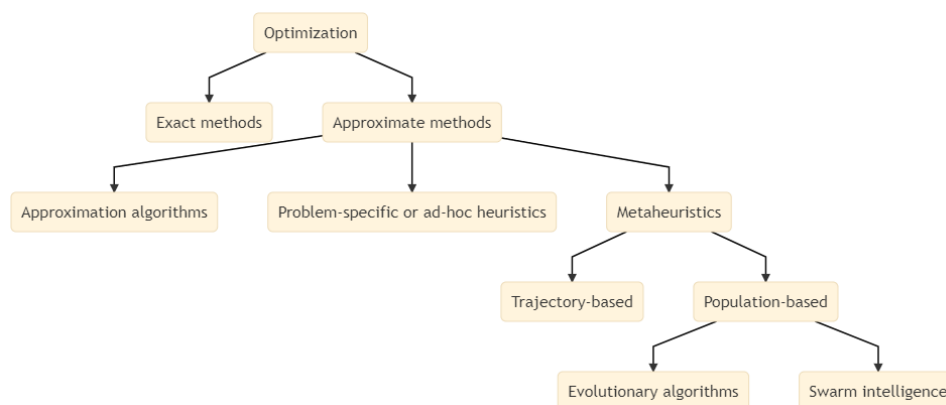 Optimization
Exact methods
Approximate methods
Approximation algorithms
Problem-specific or ad-hoc heuristics
Metaheuristics
Trajectory-based
Population-based
Evolutionary algorithms
Swarm intelligence